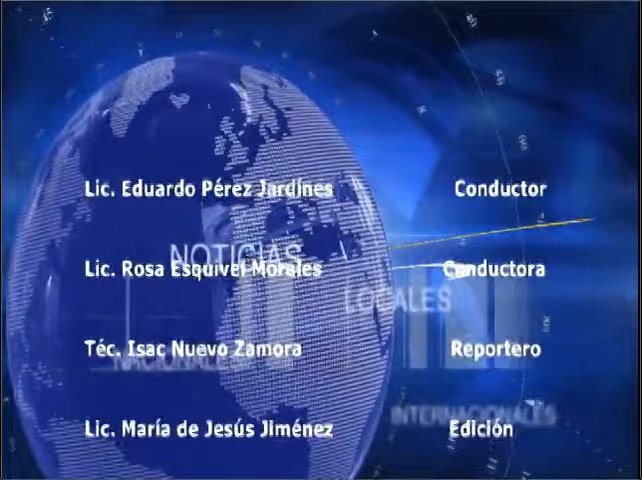 Lic. Eduardo Pérez Jardines Conductor
NOTICIAS
Lic. Rosa Esquivel Morales Conductora
LOCALES
Téc. Isac Nuevo Zamora Reportero
NACIONALES
INTERNACIONALES
Lic. María de Jesús Jiménez Edición